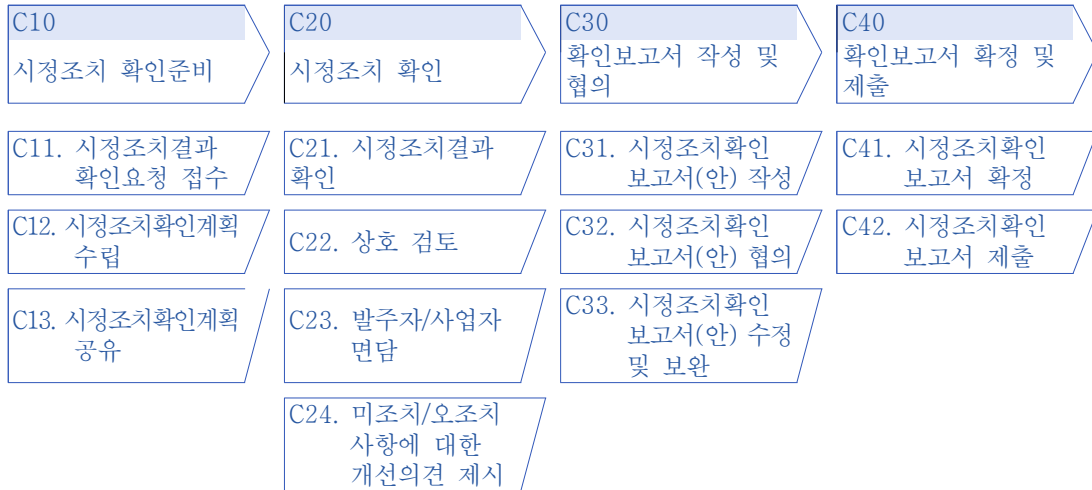 C10
시정조치 확인준비
C20
시정조치 확인
C30
확인보고서 작성 및
협의
C40
확인보고서 확정 및
제출
C11. 시정조치결과
확인요청 접수
C12. 시정조치확인계획
수립
C13. 시정조치확인계획
공유
C21. 시정조치결과
확인
C22. 상호 검토
C23. 발주자/사업자
면담
C24. 미조치/오조치
사항에 대한
개선의견 제시
C31. 시정조치확인
보고서(안) 작성
C32. 시정조치확인
보고서(안) 협의
C33. 시정조치확인
보고서(안) 수정
및 보완
C41. 시정조치확인
보고서 확정
C42. 시정조치확인
보고서 제출